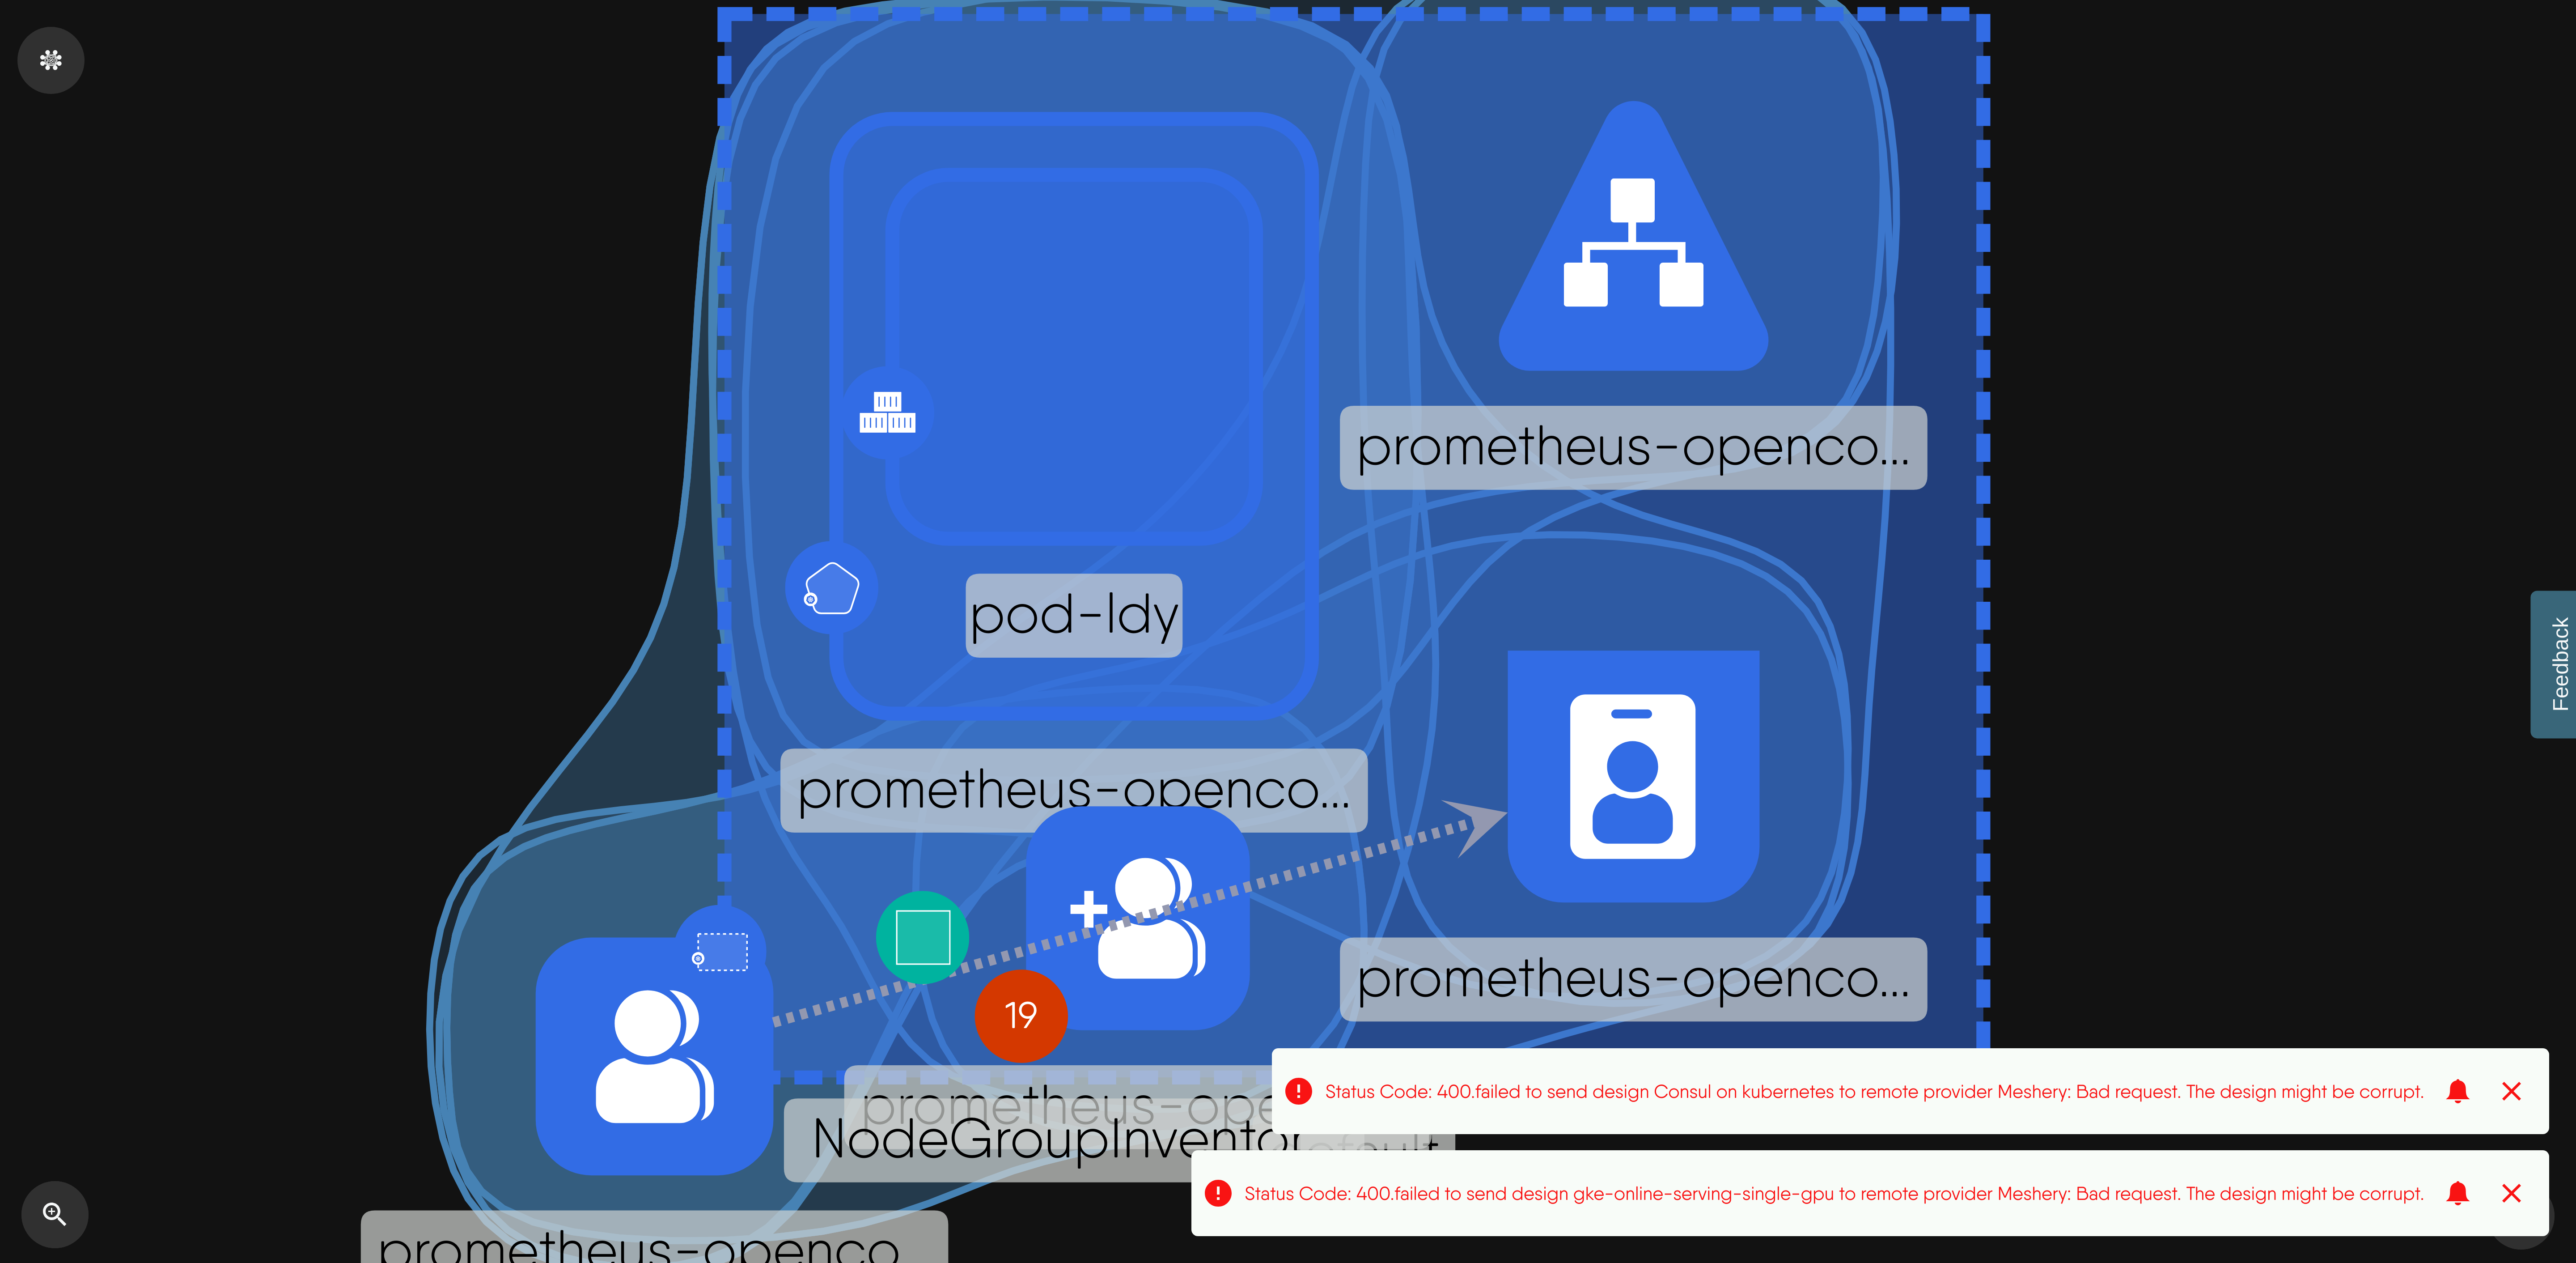 prometheus-openco...
pod-ldy
prometheus-openco...
prometheus-openco...
19
prometheus-ope
NodeGroupInventor
prometheus-openco
Feedback
Status Code: 400.failed to send design Consul on kubernetes to remote provider Meshery: Bad request. The design might be corrupt.
Status Code: 400.failed to send design gke-online-serving-single-gpu to remote provider Meshery: Bad request. The design might be corrupt.